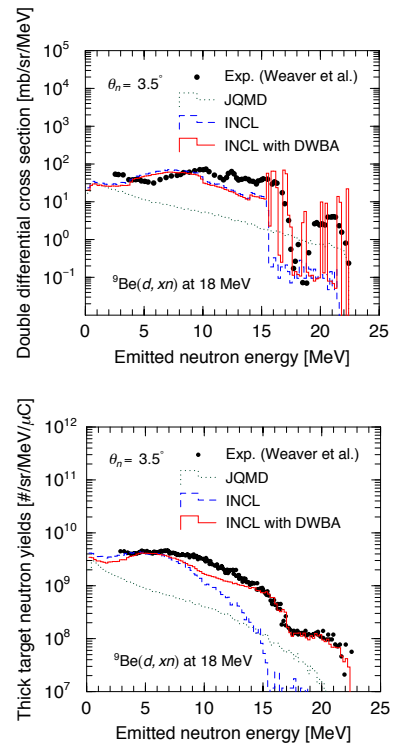 Double differential cross section [mb/sr/MeV]
10^5
10^4
10^3
10^2
10^1
10^0
10^-1
θn = 3.5°
Exp. (Weaver et al.)
JQMD
INCL
INCL with DWBA
^9Be(d, xn) at 18 MeV
0 5 10 15 20 25
Emitted neutron energy [MeV]
Thick target neutron yields [#/sr/MeV/μC]
10^12
10^11
10^10
10^9
10^8
10^7
θn = 3.5°
Exp. (Weaver et al.)
JQMD
INCL
INCL with DWBA
^9Be(d, xn) at 18 MeV
0 5 10 15 20 25
Emitted neutron energy [MeV]